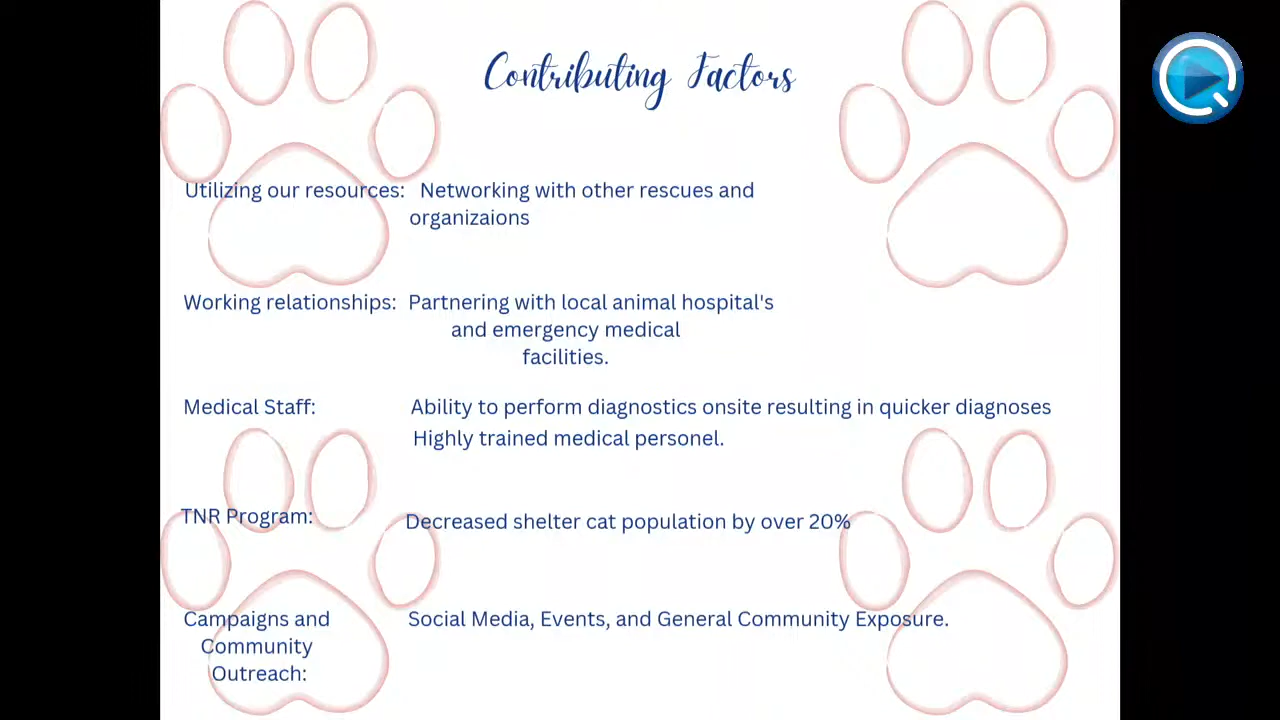 Contributing Factors
Utilizing our resources: Networking with other rescues and
organizaions
Working relationships: Partnering with local animal hospital's
and emergency medical
facilities.
Medical Staff: Ability to perform diagnostics onsite resulting in quicker diagnoses
Highly trained medical personel.
TNR Program: Decreased shelter cat population by over 20%
Campaigns and Social Media, Events, and General Community Exposure.
Community
Outreach: